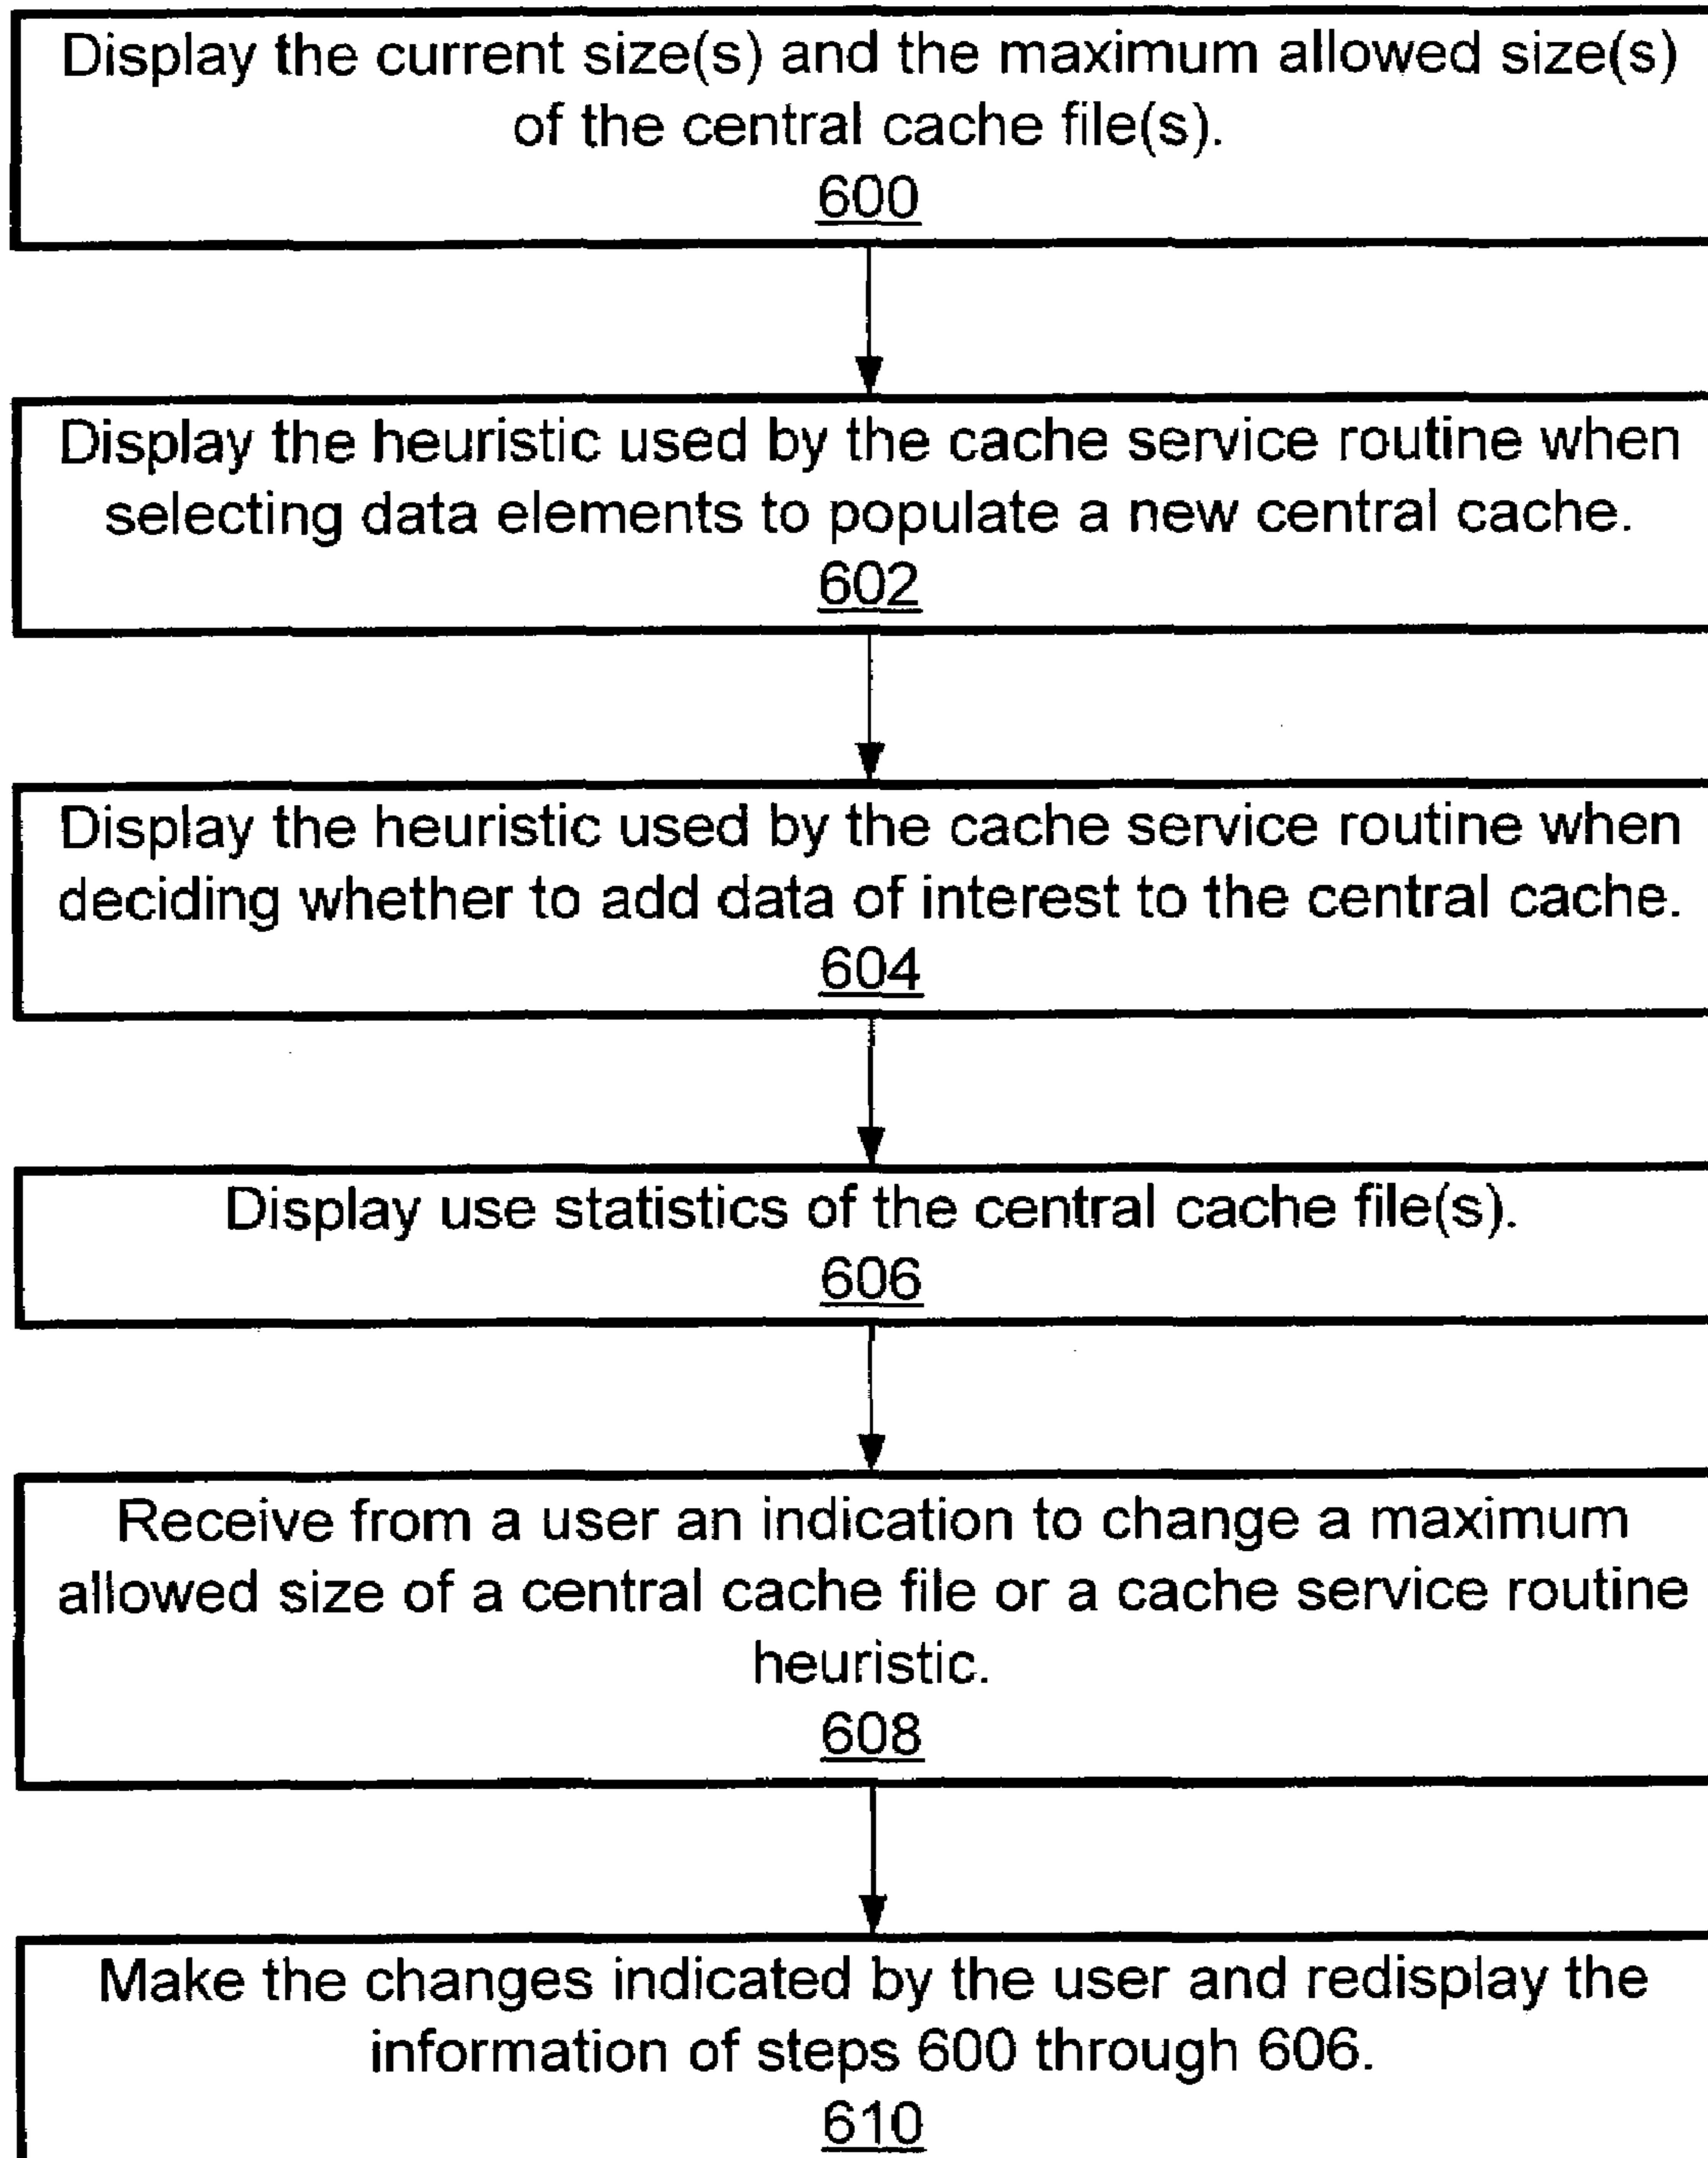 Display the current size(s) and the maximum allowed size(s)
of the central cache file(s).
600
Display the heuristic used by the cache service routine when
selecting data elements to populate a new central cache.
602
Display the heuristic used by the cache service routine when
deciding whether to add data of interest to the central cache.
604
Display use statistics of the central cache file(s).
606
Receive from a user an indication to change a maximum
allowed size of a central cache file or a cache service routine
heuristic.
608
Make the changes indicated by the user and redisplay the
information of steps 600 through 606.
610